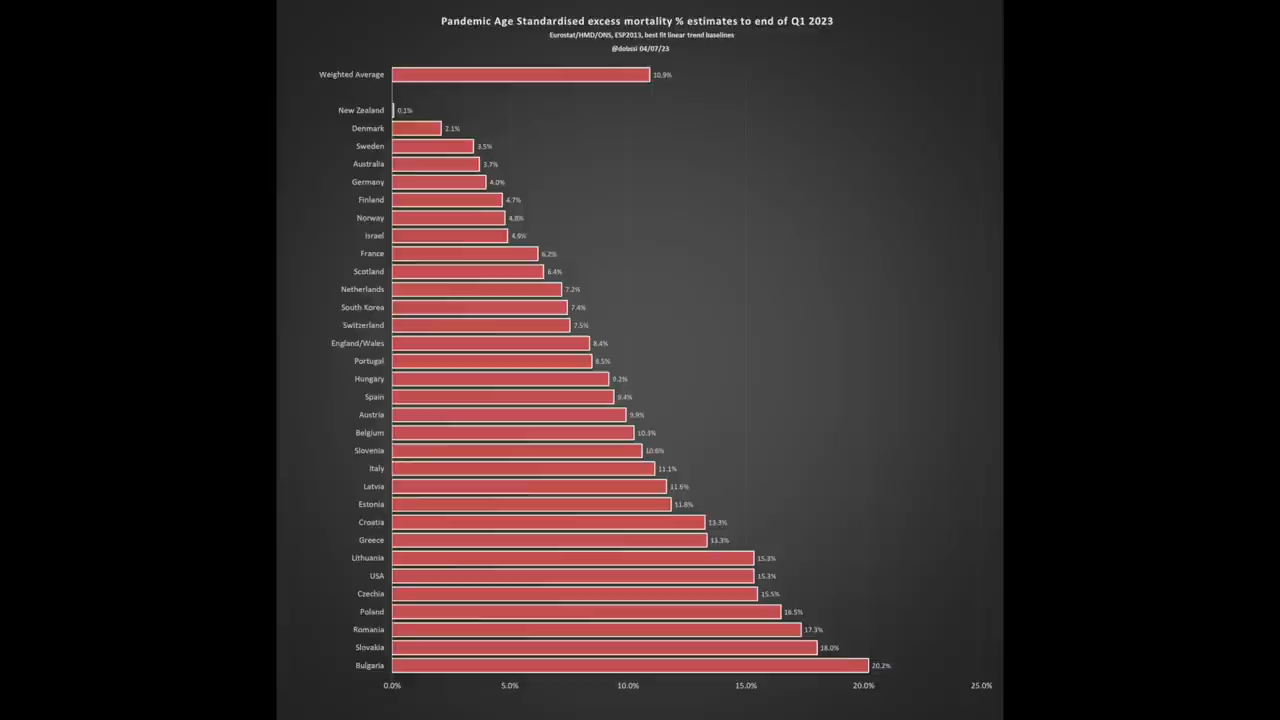 Pandemic Age Standardised excess mortality % estimates to end of Q1 2023
Eurostat/HMD/ONS, ESP2013, best fit linear trend baselines
@dobssi 04/07/23
Weighted Average 10.9%
New Zealand 0.1%
Denmark 2.1%
Sweden 3.5%
Australia 3.7%
Germany 4.0%
Finland 4.7%
Norway 4.8%
Israel 4.9%
France 6.2%
Scotland 6.4%
Netherlands 7.2%
South Korea 7.4%
Switzerland 7.5%
England/Wales 8.4%
Portugal 8.5%
Hungary 9.2%
Spain 9.4%
Austria 9.9%
Belgium 10.3%
Slovenia 10.6%
Italy 11.1%
Latvia 11.6%
Estonia 11.8%
Croatia 13.3%
Greece 13.3%
Lithuania 15.3%
USA 15.3%
Czechia 15.5%
Poland 16.5%
Romania 17.3%
Slovakia 18.0%
Bulgaria 20.2%
0.0% 5.0% 10.0% 15.0% 20.0% 25.0%